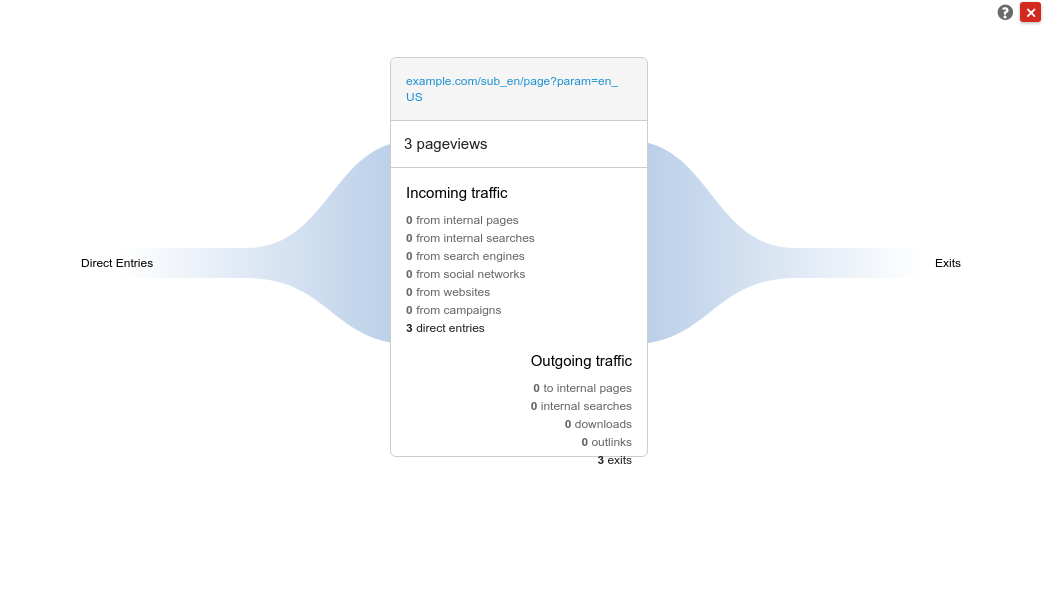 example.com/sub_en/page?param=en_
US
3 pageviews
Incoming traffic
0 from internal pages
0 from internal searches
0 from search engines
0 from social networks
0 from websites
0 from campaigns
3 direct entries
Direct Entries
Exits
Outgoing traffic
0 to internal pages
0 internal searches
0 downloads
0 outlinks
3 exits